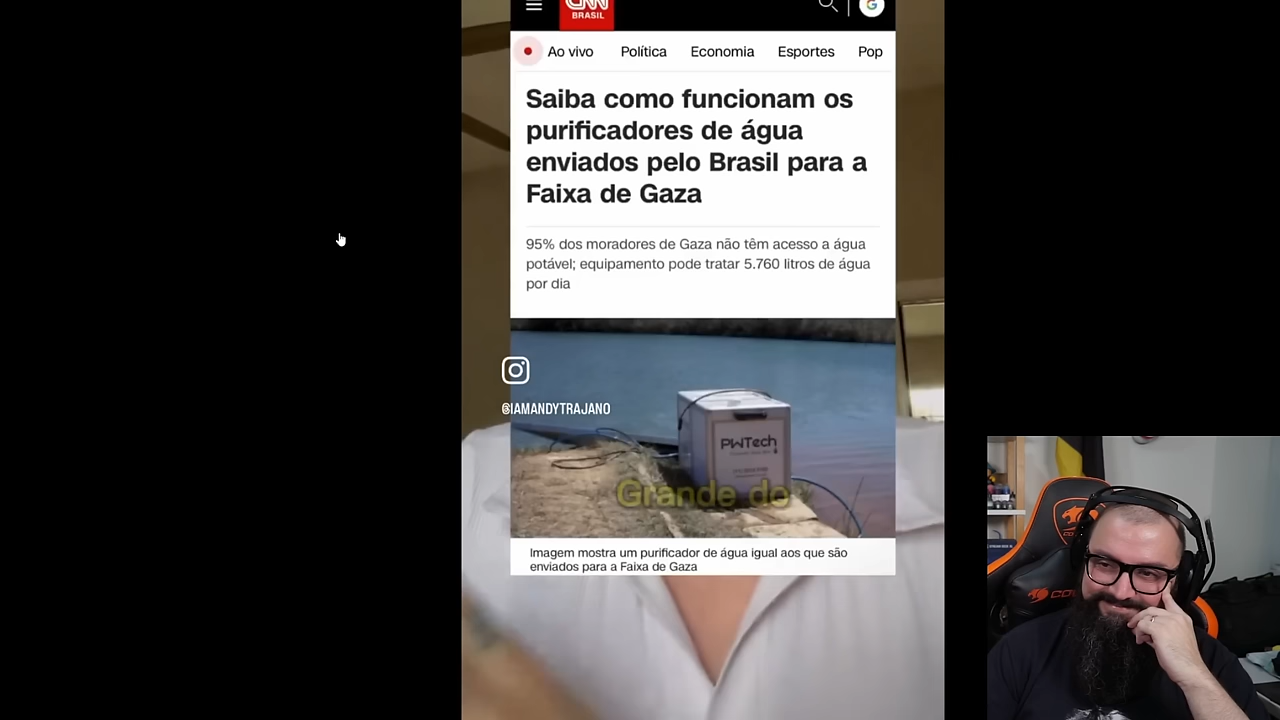 CNN
BRASIL
Ao vivo Política Economia Esportes Pop
Saiba como funcionam os
purificadores de água
enviados pelo Brasil para a
Faixa de Gaza
95% dos moradores de Gaza não têm acesso a água
potável; equipamento pode tratar 5.760 litros de água
por dia
@IAMANDYTRAJANO
PWTech
Grande do
Imagem mostra um purificador de água igual aos que são
enviados para a Faixa de Gaza